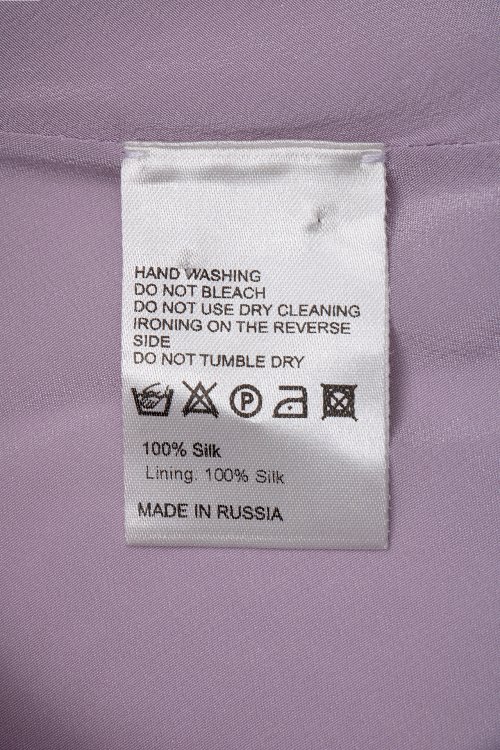 HAND WASHING
DO NOT BLEACH
DO NOT USE DRY CLEANING
IRONING ON THE REVERSE
SIDE
DO NOT TUMBLE DRY
P
100% Silk
Lining: 100% Silk
MADE IN RUSSIA